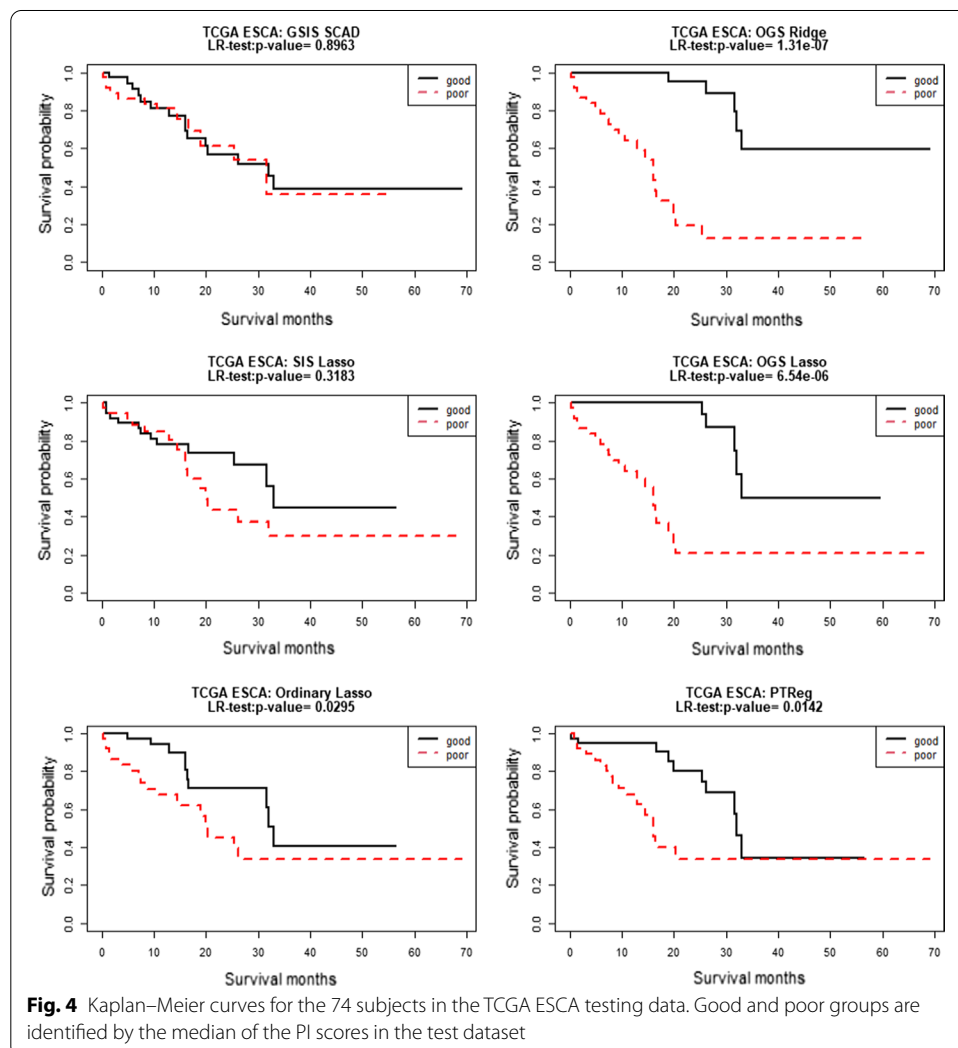 TCGA ESCA: GSIS SCAD
LR-test:p-value= 0.8963
good
poor
Survival probability
0.0 0.2 0.4 0.6 0.8 1.0
0 10 20 30 40 50 60 70
Survival months
TCGA ESCA: OGS Ridge
LR-test:p-value= 1.31e-07
good
poor
Survival probability
0.0 0.2 0.4 0.6 0.8 1.0
0 10 20 30 40 50 60 70
Survival months
TCGA ESCA: SIS Lasso
LR-test:p-value= 0.3183
good
poor
Survival probability
0.0 0.2 0.4 0.6 0.8 1.0
0 10 20 30 40 50 60 70
Survival months
TCGA ESCA: OGS Lasso
LR-test:p-value= 6.54e-06
good
poor
Survival probability
0.0 0.2 0.4 0.6 0.8 1.0
0 10 20 30 40 50 60 70
Survival months
TCGA ESCA: Ordinary Lasso
LR-test:p-value= 0.0295
good
poor
Survival probability
0.0 0.2 0.4 0.6 0.8 1.0
0 10 20 30 40 50 60 70
Survival months
TCGA ESCA: PTReg
LR-test:p-value= 0.0142
good
poor
Survival probability
0.0 0.2 0.4 0.6 0.8 1.0
0 10 20 30 40 50 60 70
Survival months
Fig. 4 Kaplan–Meier curves for the 74 subjects in the TCGA ESCA testing data. Good and poor groups are
identified by the median of the PI scores in the test dataset